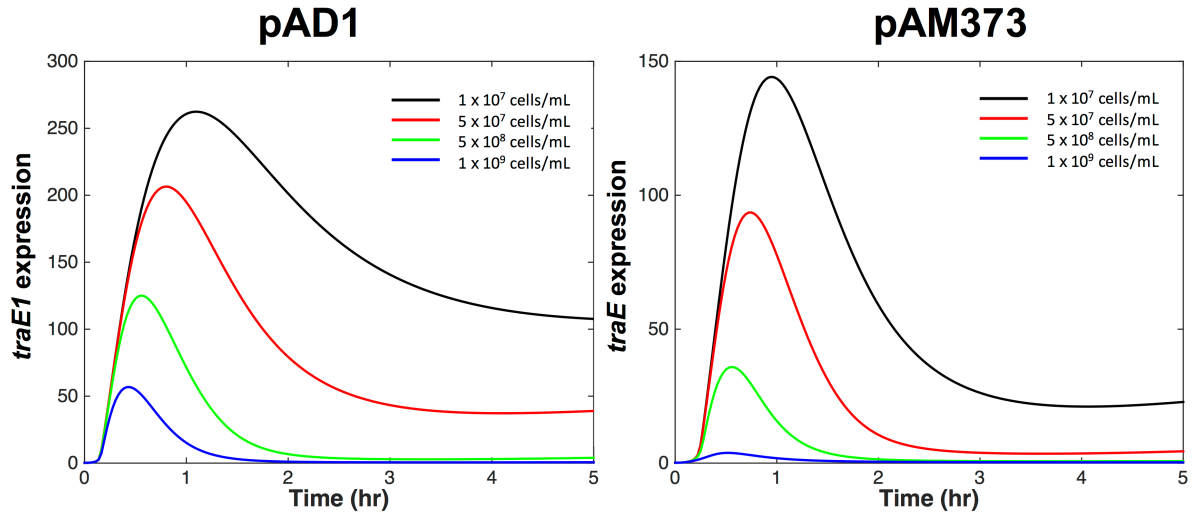 pAD1
300
250
200
150
100
50
0
traE1 expression
1 x 10⁷ cells/mL
5 x 10⁷ cells/mL
5 x 10⁸ cells/mL
1 x 10⁹ cells/mL
0 1 2 3 4 5
Time (hr)
pAM373
150
100
50
0
traE expression
1 x 10⁷ cells/mL
5 x 10⁷ cells/mL
5 x 10⁸ cells/mL
1 x 10⁹ cells/mL
0 1 2 3 4 5
Time (hr)